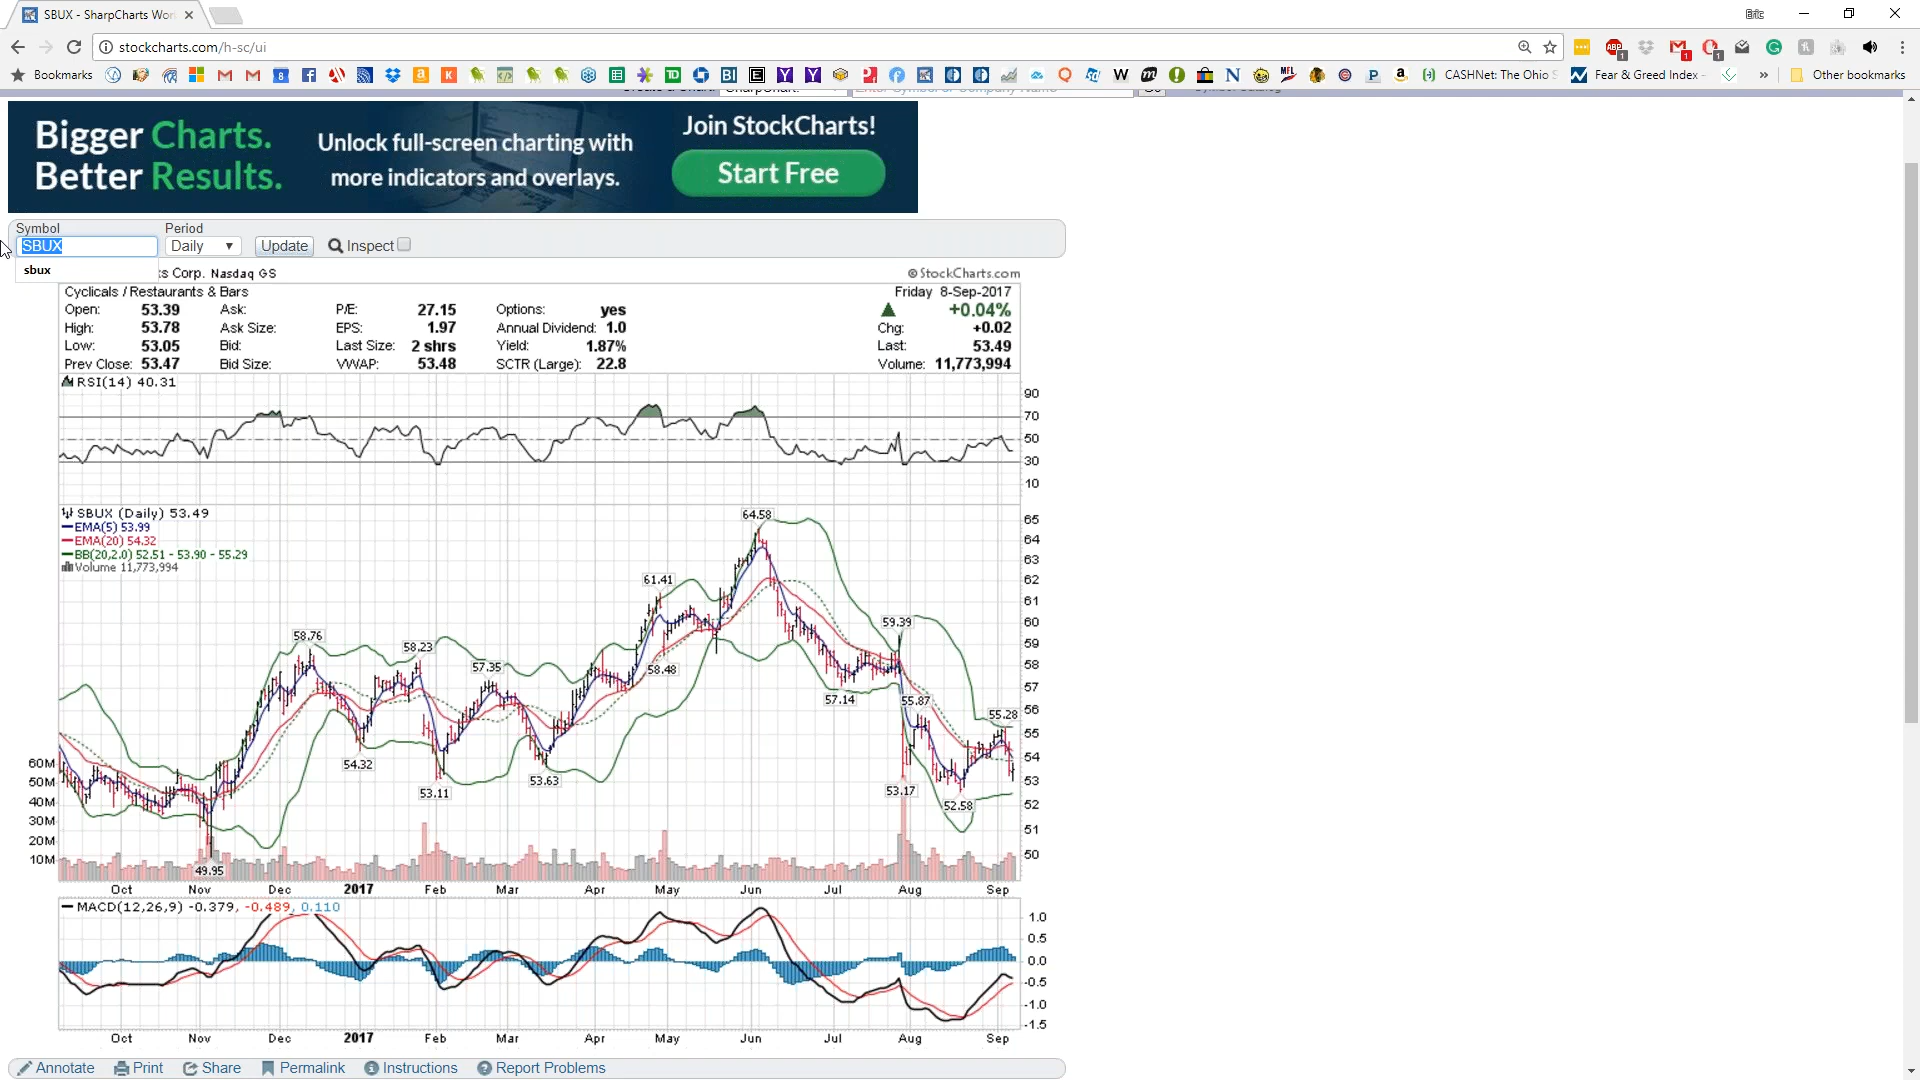 SBUX - SharpCharts Wor
Eric
stockcharts.com/h-sc/ui
Bookmarks
CASHNet: The Ohio S
Fear & Greed Index -
» Other bookmarks
Bigger Charts.
Better Results.
Unlock full-screen charting with
more indicators and overlays.
Join StockCharts!
Start Free
Symbol Period
SBUX Daily Update Inspect
sbux
s Corp. Nasdaq GS ©StockCharts.com
Cyclicals / Restaurants & Bars Friday 8-Sep-2017
Open: 53.39 Ask: P/E: 27.15 Options: yes +0.04%
High: 53.78 Ask Size: EPS: 1.97 Annual Dividend: 1.0 Chg: +0.02
Low: 53.05 Bid: Last Size: 2 shrs Yield: 1.87% Last: 53.49
Prev Close: 53.47 Bid Size: VWAP: 53.48 SCTR (Large): 22.8 Volume: 11,773,994
RSI(14) 40.31
90
70
50
30
10
SBUX (Daily) 53.49
EMA(5) 53.99
EMA(20) 54.32
BB(20,2.0) 52.51 - 53.90 - 55.29
Volume 11,773,994
64.58
61.41
59.39
58.76
58.23
57.35
58.48
57.14
55.87
55.28
54.32
53.11
53.63
53.17
52.58
49.95
65
64
63
62
61
60
59
58
57
56
55
54
53
52
51
50
60M
50M
40M
30M
20M
10M
Oct Nov Dec 2017 Feb Mar Apr May Jun Jul Aug Sep
MACD(12,26,9) -0.379, -0.489, 0.110
1.0
0.5
0.0
-0.5
-1.0
-1.5
Oct Nov Dec 2017 Feb Mar Apr May Jun Jul Aug Sep
Annotate Print Share Permalink Instructions Report Problems